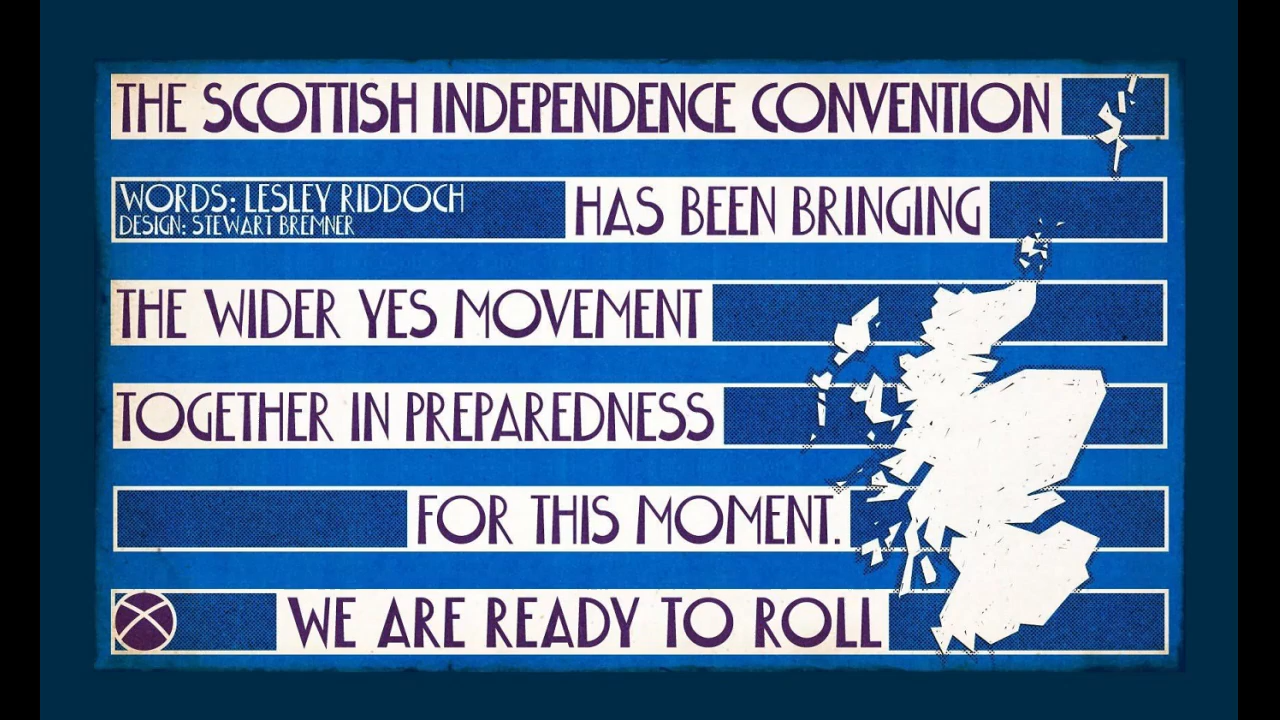 THE SCOTTISH INDEPENDENCE CONVENTION
WORDS: LESLEY RIDDOCH
DESIGN: STEWART BREMNER
HAS BEEN BRINGING
THE WIDER YES MOVEMENT
TOGETHER IN PREPAREDNESS
FOR THIS MOMENT.
WE ARE READY TO ROLL